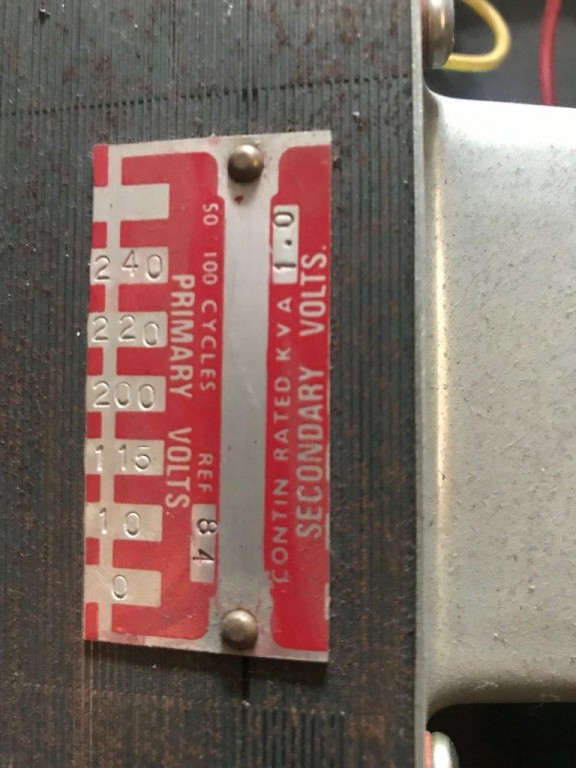 240
220
200
115
10
0
PRIMARY VOLTS
50 100 CYCLES REF 84
CONTIN RATED KVA 1.0
SECONDARY VOLTS.